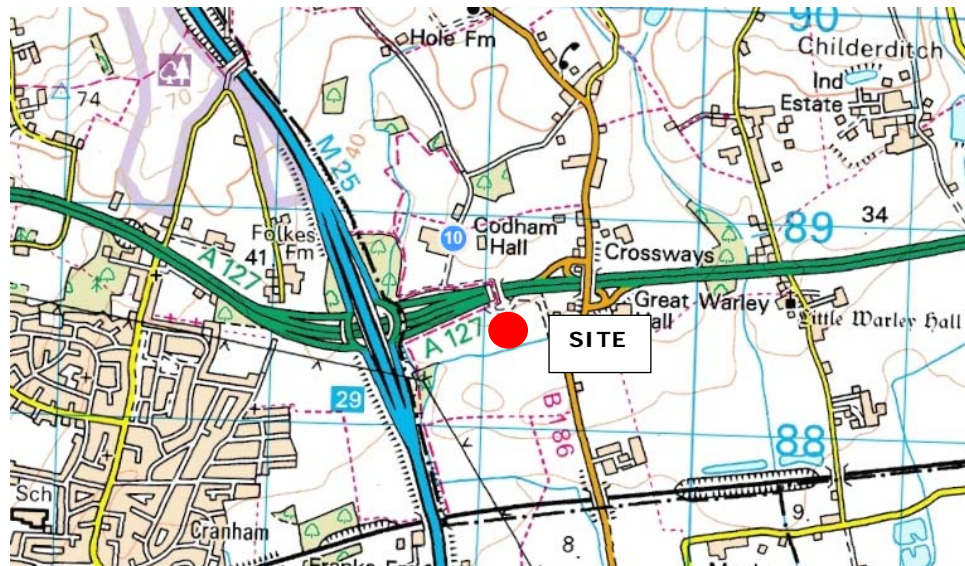 90
Hole Fm
Childerditch
Ind
Estate
74
70
40
M 25
89
34
10
Codham
Hall
Folkes
Fm
41
A 127
Crossways
Great Warley
Hall
Little Warley Hall
A 127
SITE
29
B 186
88
Sch
Cranham
9.
8.